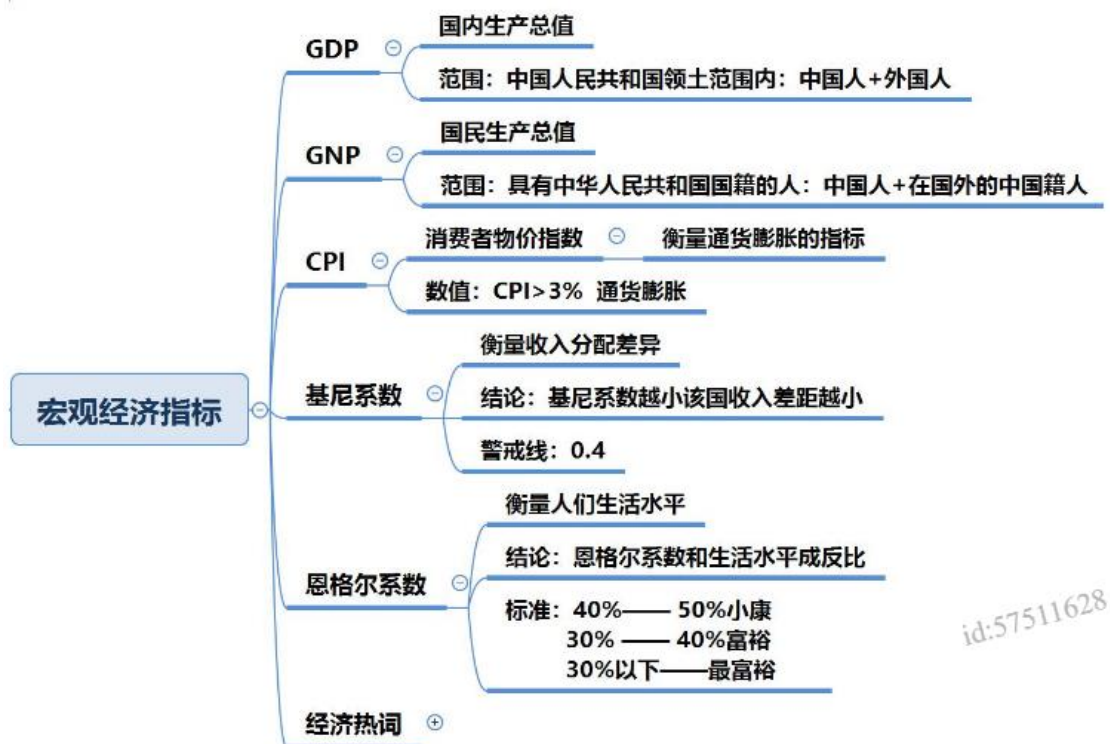 GDP
国内生产总值
范围：中国人民共和国领土范围内：中国人+外国人
GNP
国民生产总值
范围：具有中华人民共和国国籍的人：中国人+在国外的中国籍人
CPI
消费者物价指数
衡量通货膨胀的指标
数值：CPI>3% 通货膨胀
宏观经济指标
基尼系数
衡量收入分配差异
结论：基尼系数越小该国收入差距越小
警戒线：0.4
恩格尔系数
衡量人们生活水平
结论：恩格尔系数和生活水平成反比
标准：40%—— 50%小康
30% —— 40%富裕
30%以下——最富裕
经济热词
id:57511628